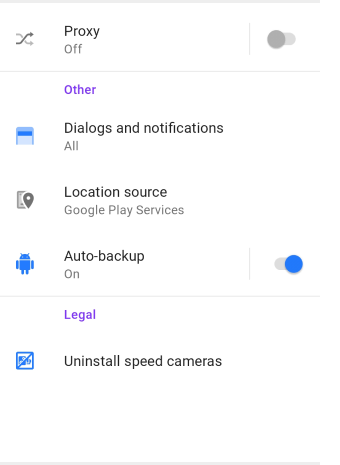 Proxy
Off
Other
Dialogs and notifications
All
Location source
Google Play Services
Auto-backup
On
Legal
Uninstall speed cameras